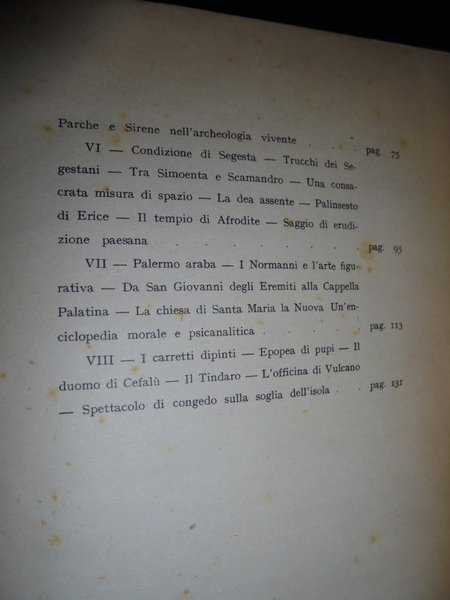 Parche e Sirene nell'archeologia vivente . . . pag. 75
VI — Condizione di Segesta — Trucchi dei Se-
gestani — Tra Simoenta e Scamandro — Una consa-
crata misura di spazio — La dea assente — Palinsesto
di Erice — Il tempio di Afrodite — Saggio di erudi-
zione paesana . . . . . . . pag. 95
VII — Palermo araba — I Normanni e l'arte figu-
rativa — Da San Giovanni degli Eremiti alla Cappella
Palatina — La chiesa di Santa Maria la Nuova Un'en-
ciclopedia morale e psicanalitica . . . . . pag. 113
VIII — I carretti dipinti — Epopea di pupi — Il
duomo di Cefalù — Il Tindaro — L'officina di Vulcano
— Spettacolo di congedo sulla soglia dell'isola . . pag. 131